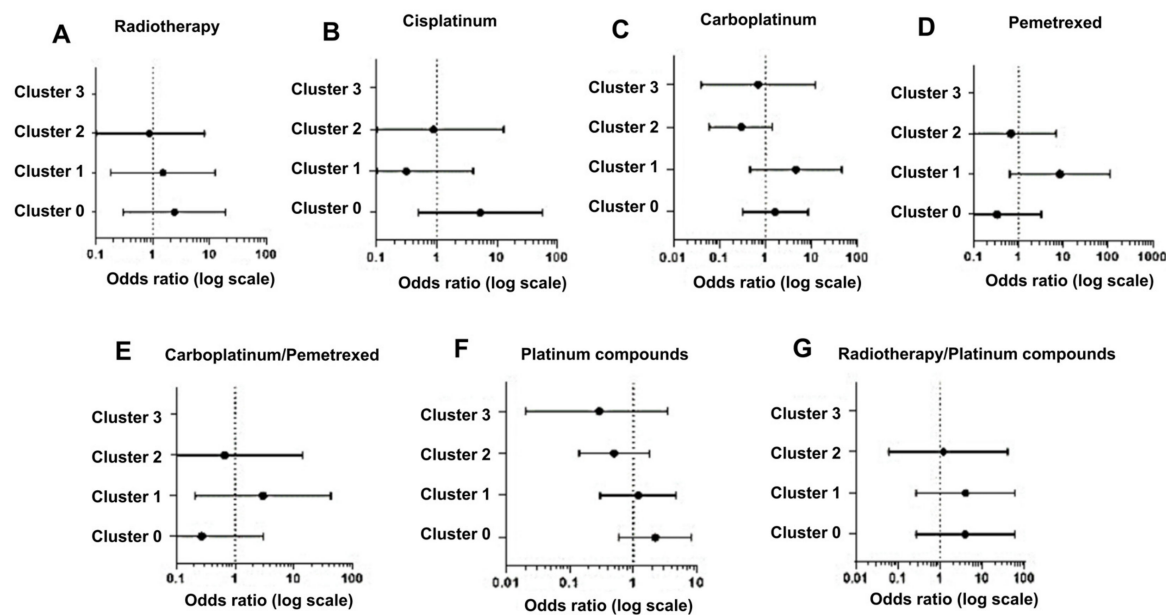 A Radiotherapy
Cluster 3
Cluster 2
Cluster 1
Cluster 0
0.1 1 10 100
Odds ratio (log scale)
B Cisplatinum
Cluster 3
Cluster 2
Cluster 1
Cluster 0
0.1 1 10 100
Odds ratio (log scale)
C Carboplatinum
Cluster 3
Cluster 2
Cluster 1
Cluster 0
0.01 0.1 1 10 100
Odds ratio (log scale)
D Pemetrexed
Cluster 3
Cluster 2
Cluster 1
Cluster 0
0.1 1 10 100 1000
Odds ratio (log scale)
E Carboplatinum/Pemetrexed
Cluster 3
Cluster 2
Cluster 1
Cluster 0
0.1 1 10 100
Odds ratio (log scale)
F Platinum compounds
Cluster 3
Cluster 2
Cluster 1
Cluster 0
0.01 0.1 1 10
Odds ratio (log scale)
G Radiotherapy/Platinum compounds
Cluster 3
Cluster 2
Cluster 1
Cluster 0
0.01 0.1 1 10 100
Odds ratio (log scale)